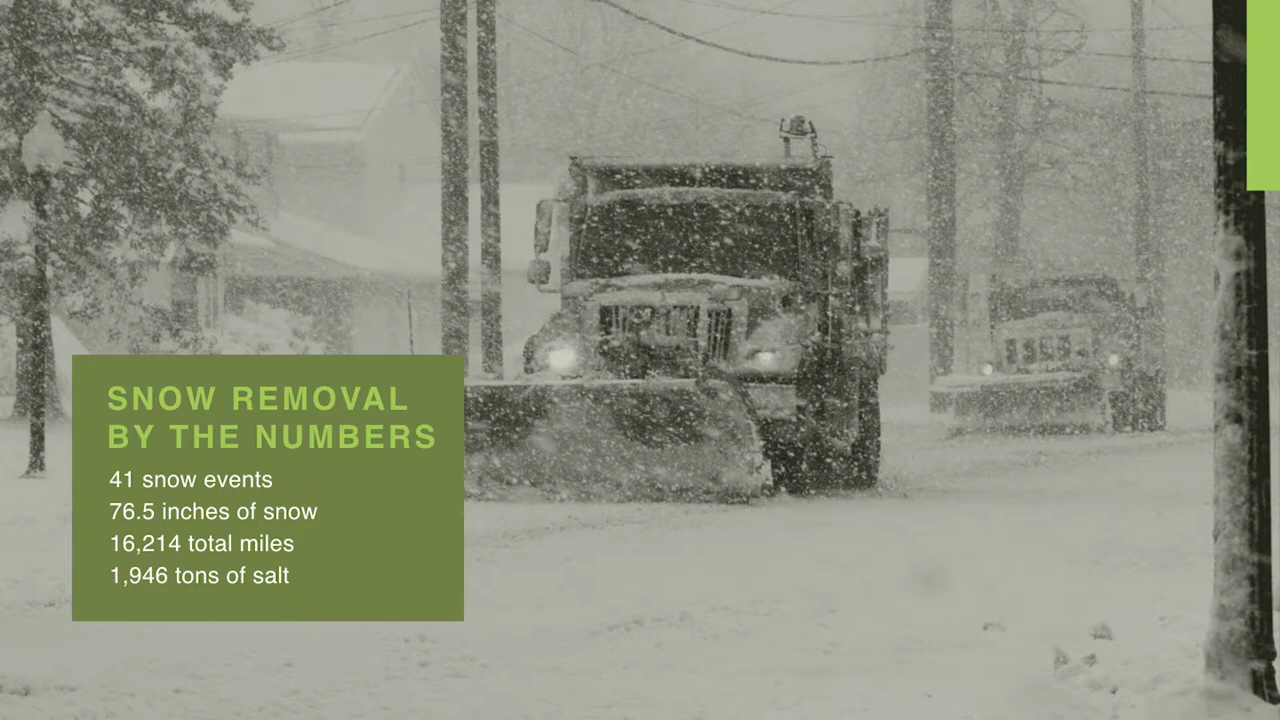 SNOW REMOVAL
BY THE NUMBERS
41 snow events
76.5 inches of snow
16,214 total miles
1,946 tons of salt